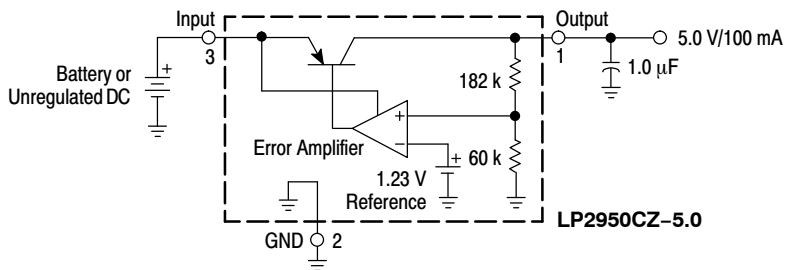 Input
3
Output
1
5.0 V/100 mA
Battery or
Unregulated DC
+
182 k
1.0 µF
Error Amplifier
+
−
60 k
+
1.23 V
Reference
GND 2
LP2950CZ−5.0